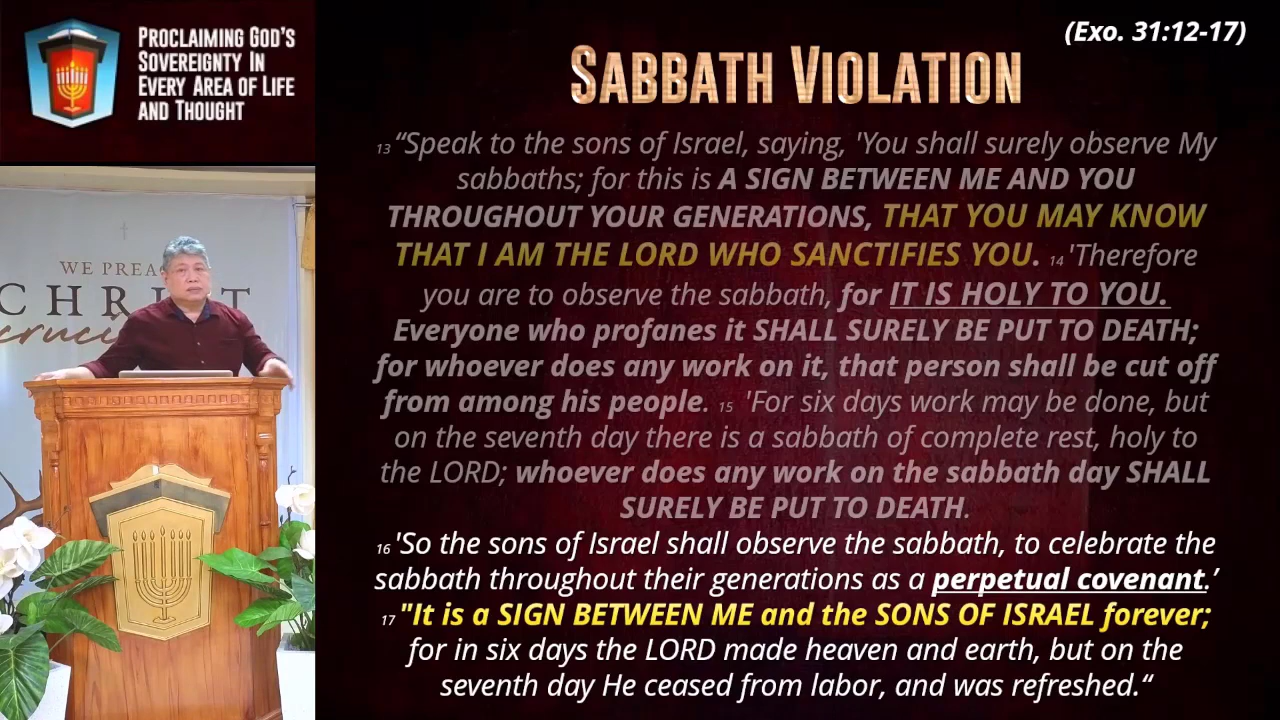 PROCLAIMING GOD'S
SOVEREIGNTY IN
EVERY AREA OF LIFE
AND THOUGHT
WE PREA
CHRIST
cruci
(Exo. 31:12-17)
SABBATH VIOLATION
13 “Speak to the sons of Israel, saying, 'You shall surely observe My
sabbaths; for this is A SIGN BETWEEN ME AND YOU
THROUGHOUT YOUR GENERATIONS, THAT YOU MAY KNOW
THAT I AM THE LORD WHO SANCTIFIES YOU. 14 'Therefore
you are to observe the sabbath, for IT IS HOLY TO YOU.
Everyone who profanes it SHALL SURELY BE PUT TO DEATH;
for whoever does any work on it, that person shall be cut off
from among his people. 15 'For six days work may be done, but
on the seventh day there is a sabbath of complete rest, holy to
the LORD; whoever does any work on the sabbath day SHALL
SURELY BE PUT TO DEATH.
16 'So the sons of Israel shall observe the sabbath, to celebrate the
sabbath throughout their generations as a perpetual covenant.’
17 "It is a SIGN BETWEEN ME and the SONS OF ISRAEL forever;
for in six days the LORD made heaven and earth, but on the
seventh day He ceased from labor, and was refreshed.“